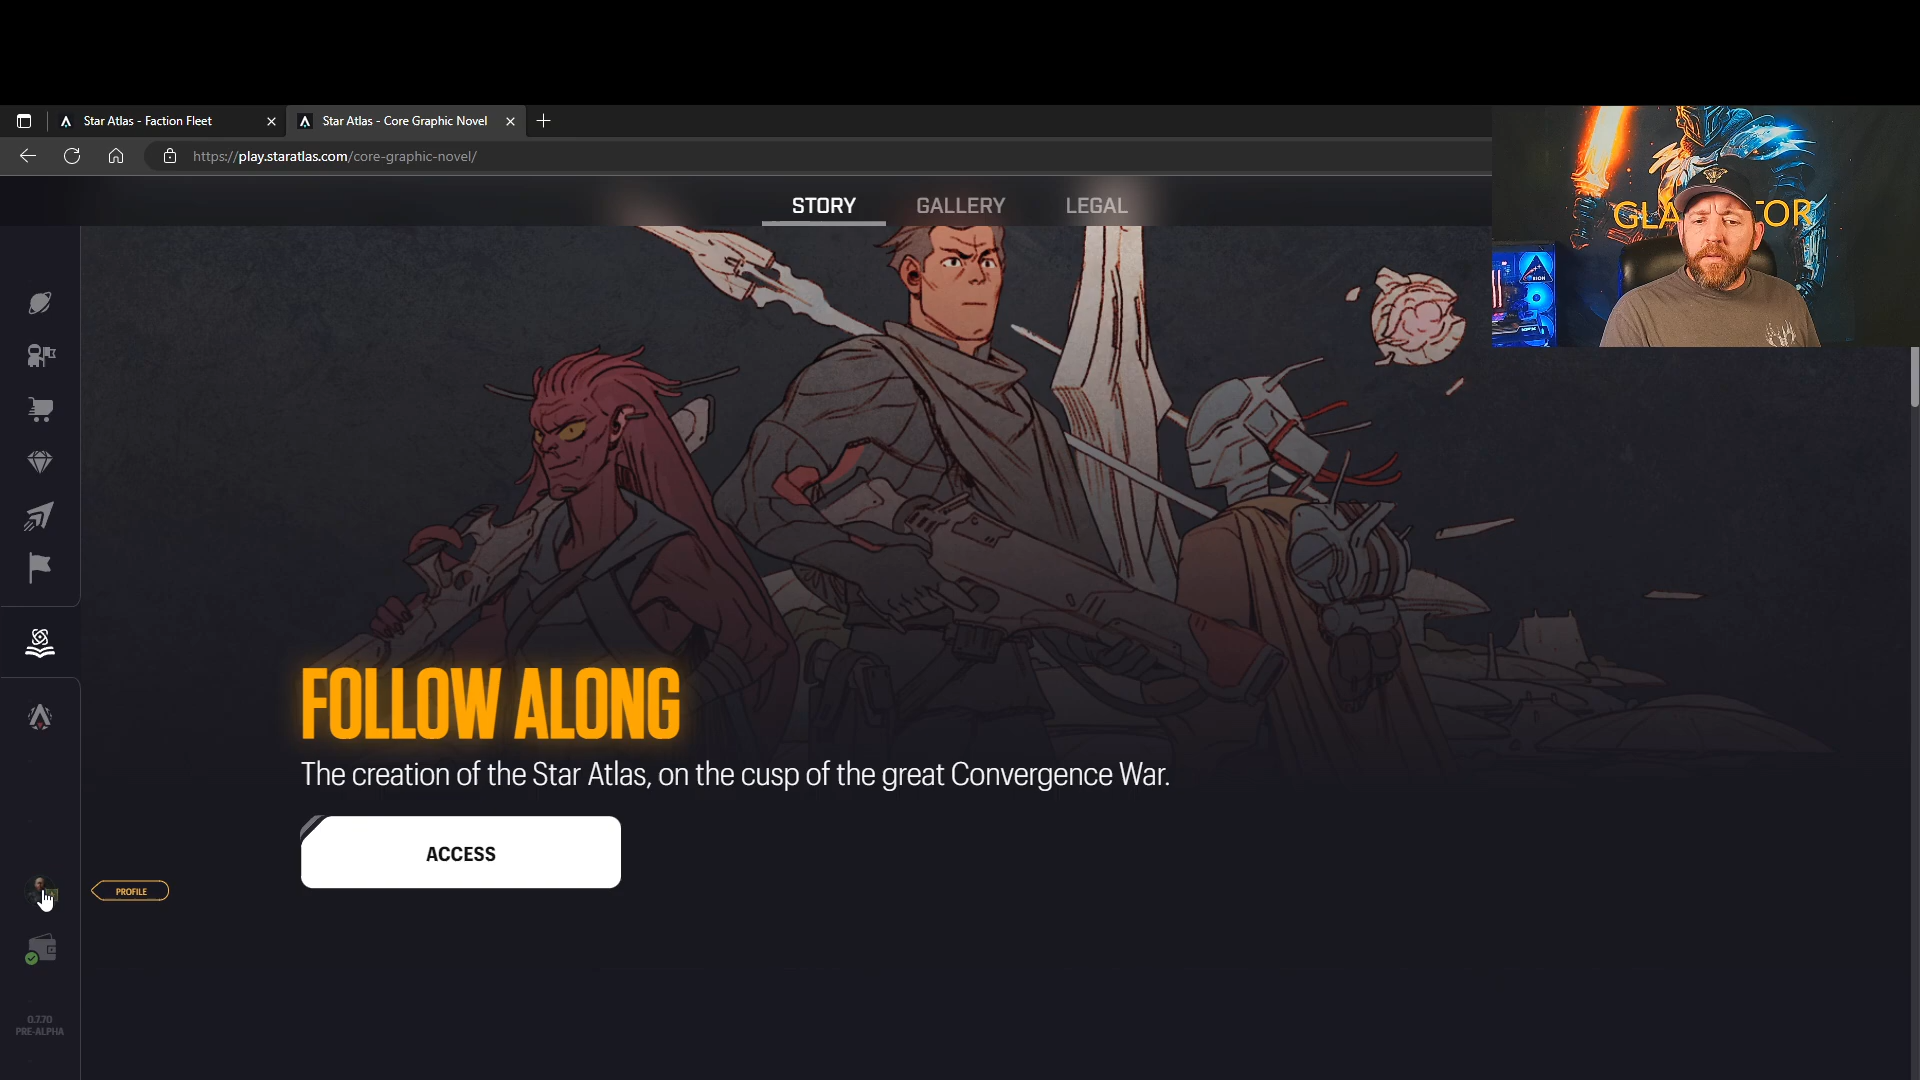 Star Atlas - Faction Fleet
Star Atlas - Core Graphic Novel
https://play.staratlas.com/core-graphic-novel/
STORY GALLERY LEGAL
FOLLOW ALONG
The creation of the Star Atlas, on the cusp of the great Convergence War.
ACCESS
PROFILE
0.7.70
PRE-ALPHA